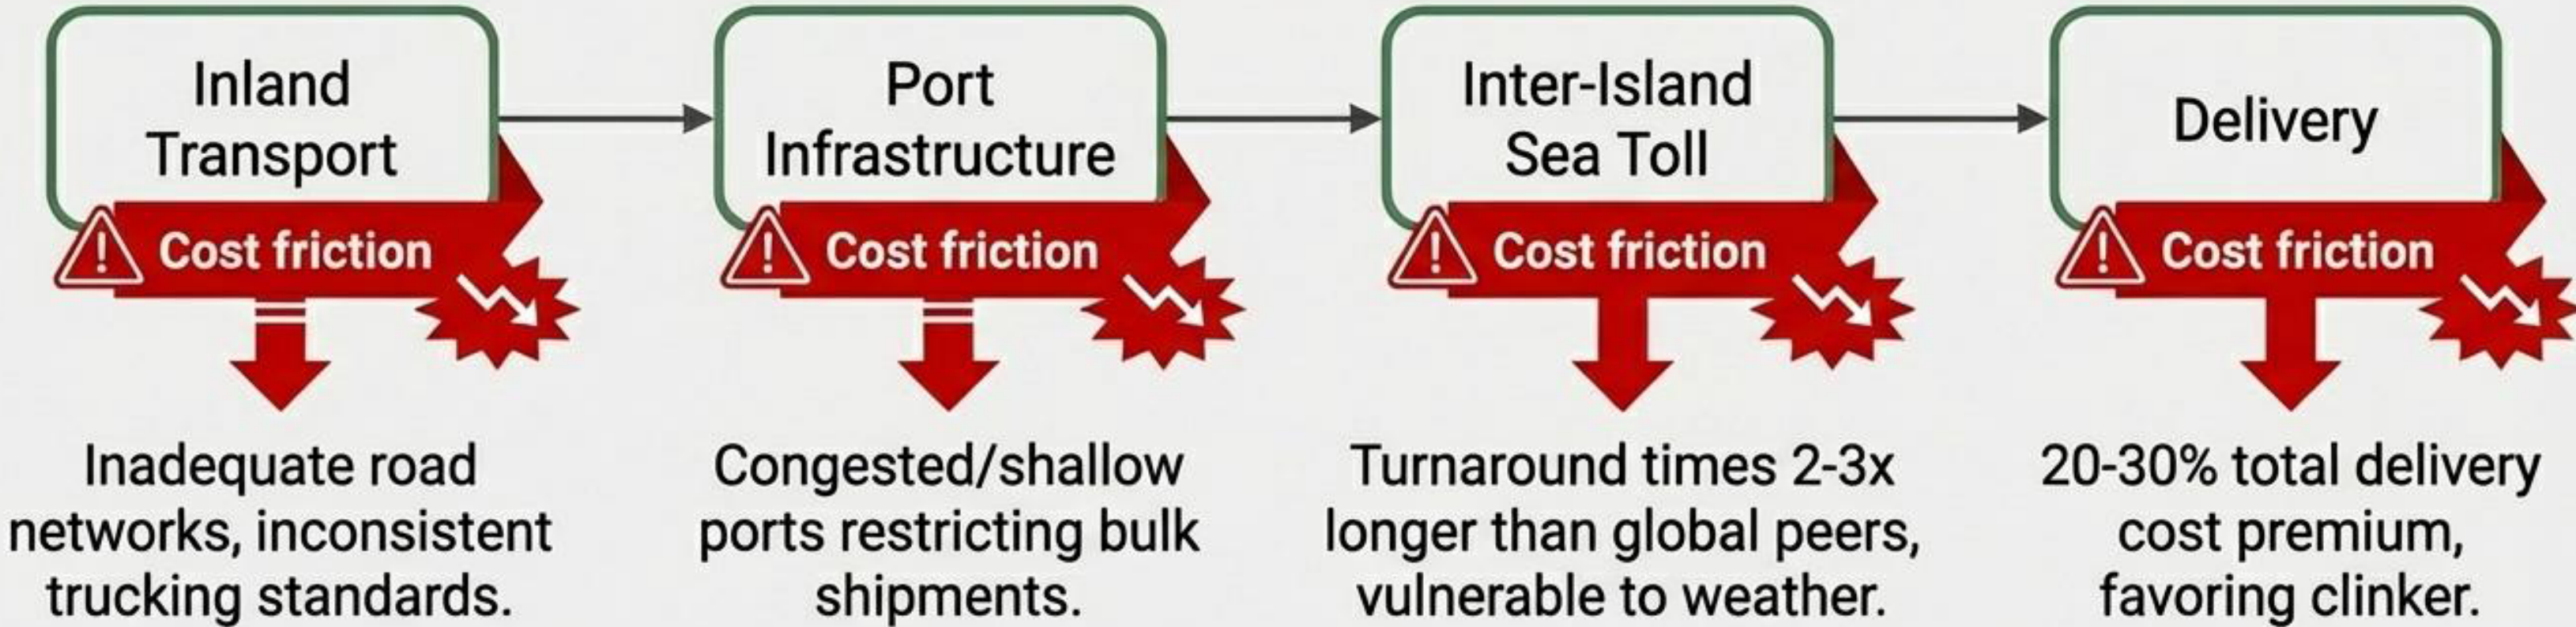 Inland
Transport
Cost friction
Inadequate road
networks, inconsistent
trucking standards.
Port
Infrastructure
Cost friction
Congested/shallow
ports restricting bulk
shipments.
Inter-Island
Sea Toll
Cost friction
Turnaround times 2-3x
longer than global peers,
vulnerable to weather.
Delivery
Cost friction
20-30% total delivery
cost premium,
favoring clinker.